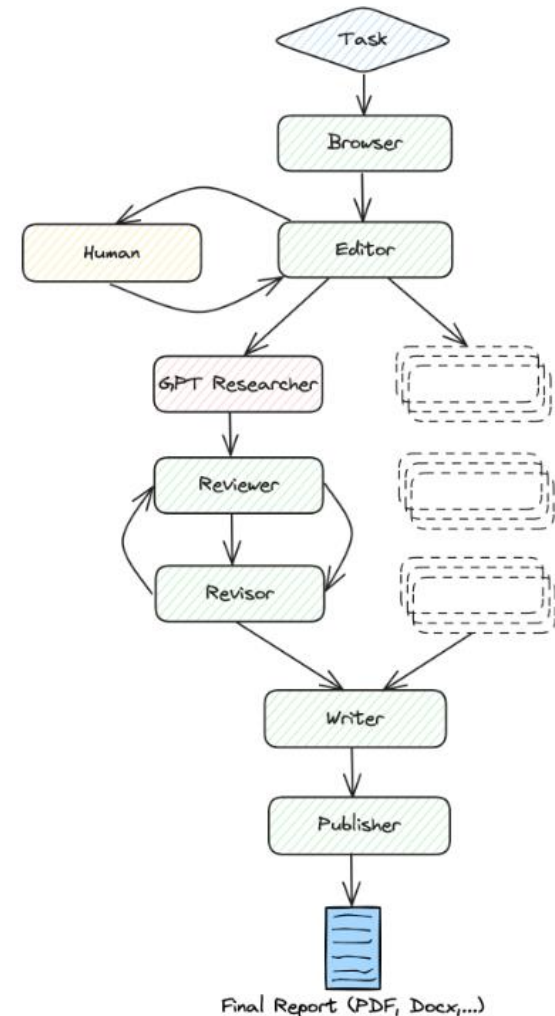 Task
Browser
Human
Editor
GPT Researcher
Reviewer
Revisor
Writer
Publisher
Final Report (PDF, Docx,...)